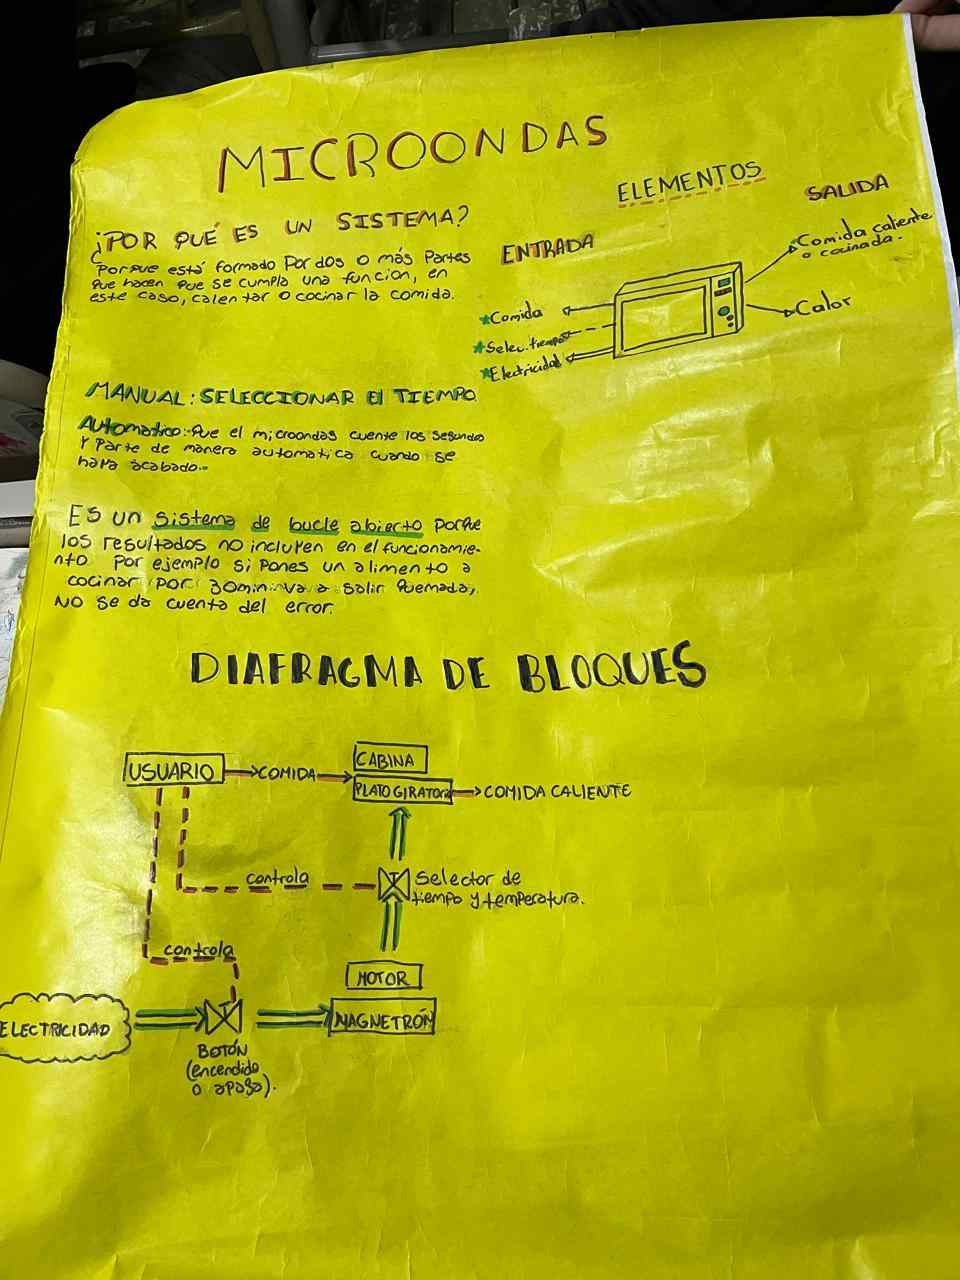 MICROONDAS
¿POR QUÉ ES UN SISTEMA?
Porque está formado Por dos o más Partes
que hacen que se cumpla una funcion, en
este caso, calentar o cocinar la comida.
ELEMENTOS
ENTRADA
SALIDA
*Comida
*Selec. tiempo
*Electricidad
*Comida caliente
o cocinada.
Calor
MANUAL: SELECCIONAR El TIEMPO
Automatico: Que el microondas cuente los segundos
Y Parte de manera automatica cuando se
haya acabado.
Es un sistema de bucle abierto porque
los resultados no incluyen en el funcionamie-
nto por ejemplo si pones un alimento a
cocinar por 30min va a salir quemada,
NO se da cuenta del error.
DIAFRAGMA DE BLOQUES
USUARIO
COMIDA
CABINA
PLATO GIRATORIO
COMIDA CALIENTE
controla
Selector de
tiempo y temperatura.
controla
MOTOR
MAGNETRÓN
ELECTRICIDAD
BOTÓN
(encendido
o apaga).